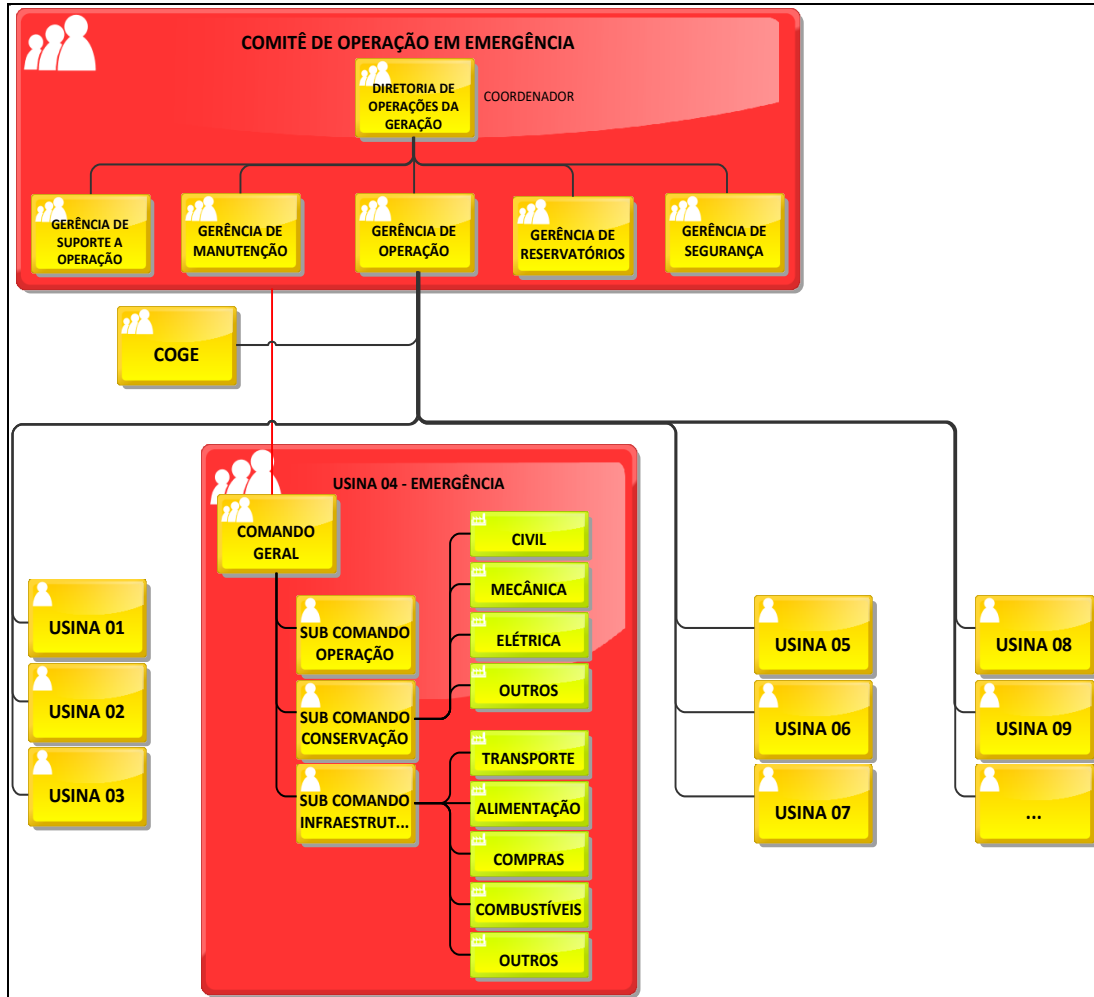 COMITÊ DE OPERAÇÃO EM EMERGÊNCIA
DIRETORIA DE
OPERAÇÕES DA
GERAÇÃO
COORDENADOR
GERÊNCIA DE
SUPORTE A
OPERAÇÃO
GERÊNCIA DE
MANUTENÇÃO
GERÊNCIA DE
OPERAÇÃO
GERÊNCIA DE
RESERVATÓRIOS
GERÊNCIA DE
SEGURANÇA
COGE
USINA 04 - EMERGÊNCIA
COMANDO
GERAL
SUB COMANDO
OPERAÇÃO
SUB COMANDO
CONSERVAÇÃO
SUB COMANDO
INFRAESTRUT...
CIVIL
MECÂNICA
ELÉTRICA
OUTROS
TRANSPORTE
ALIMENTAÇÃO
COMPRAS
COMBUSTÍVEIS
OUTROS
USINA 01
USINA 02
USINA 03
USINA 05
USINA 06
USINA 07
USINA 08
USINA 09
...